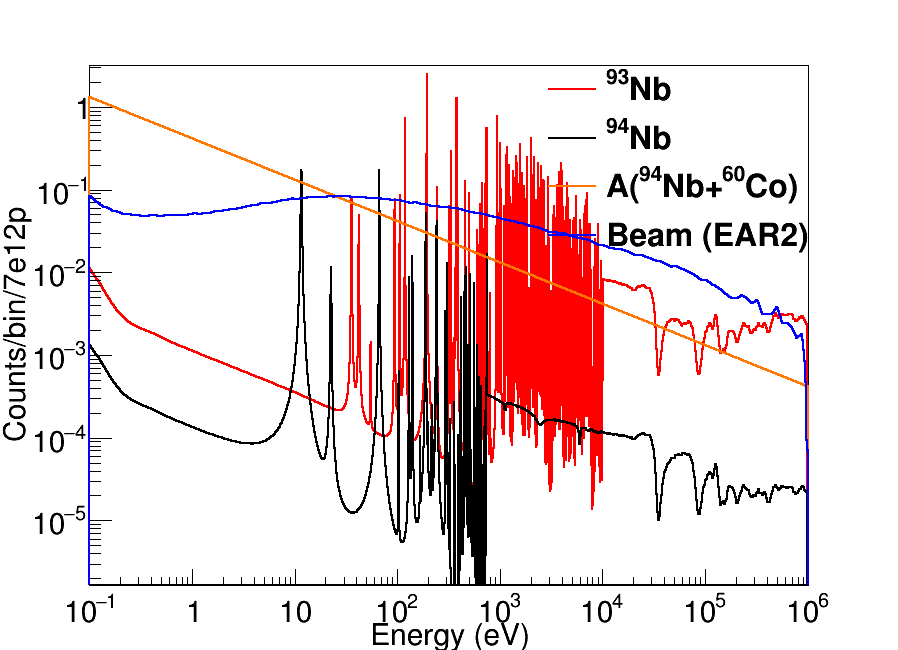 Counts/bin/7e12p
1
10⁻¹
10⁻²
10⁻³
10⁻⁴
10⁻⁵
⁹³Nb
⁹⁴Nb
A(⁹⁴Nb+⁶⁰Co)
Beam (EAR2)
10⁻¹ 1 10 10² 10³ 10⁴ 10⁵ 10⁶
Energy (eV)